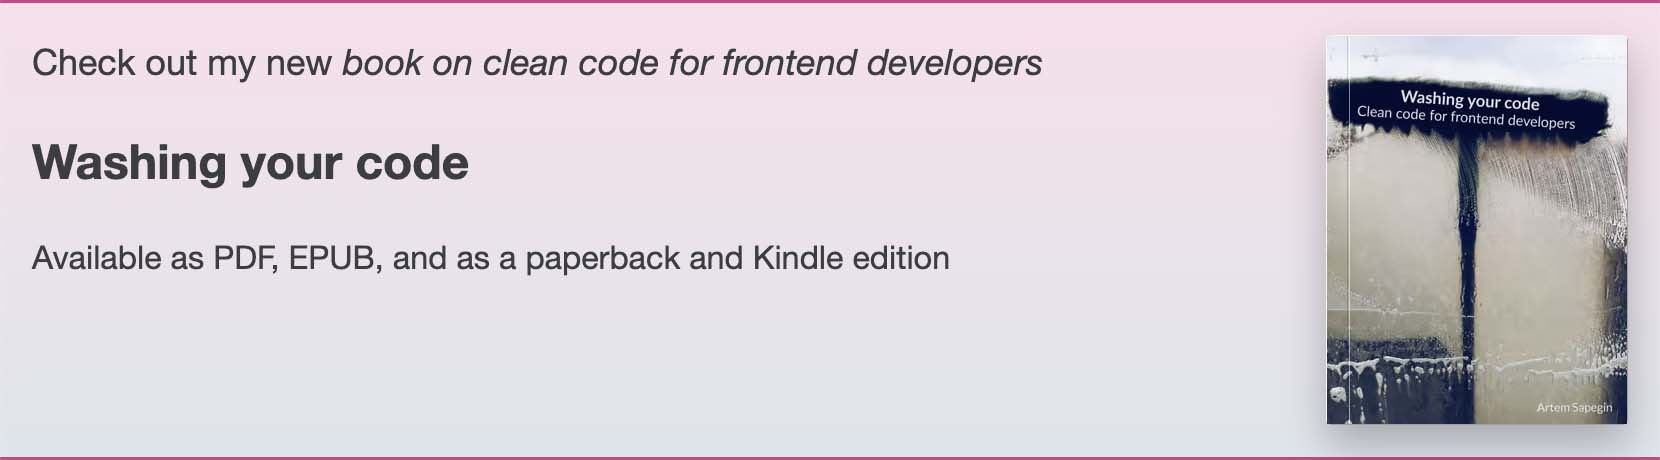 Check out my new book on clean code for frontend developers
Washing your code
Available as PDF, EPUB, and as a paperback and Kindle edition
Washing your code
Clean code for frontend developers
Artem Sapegin